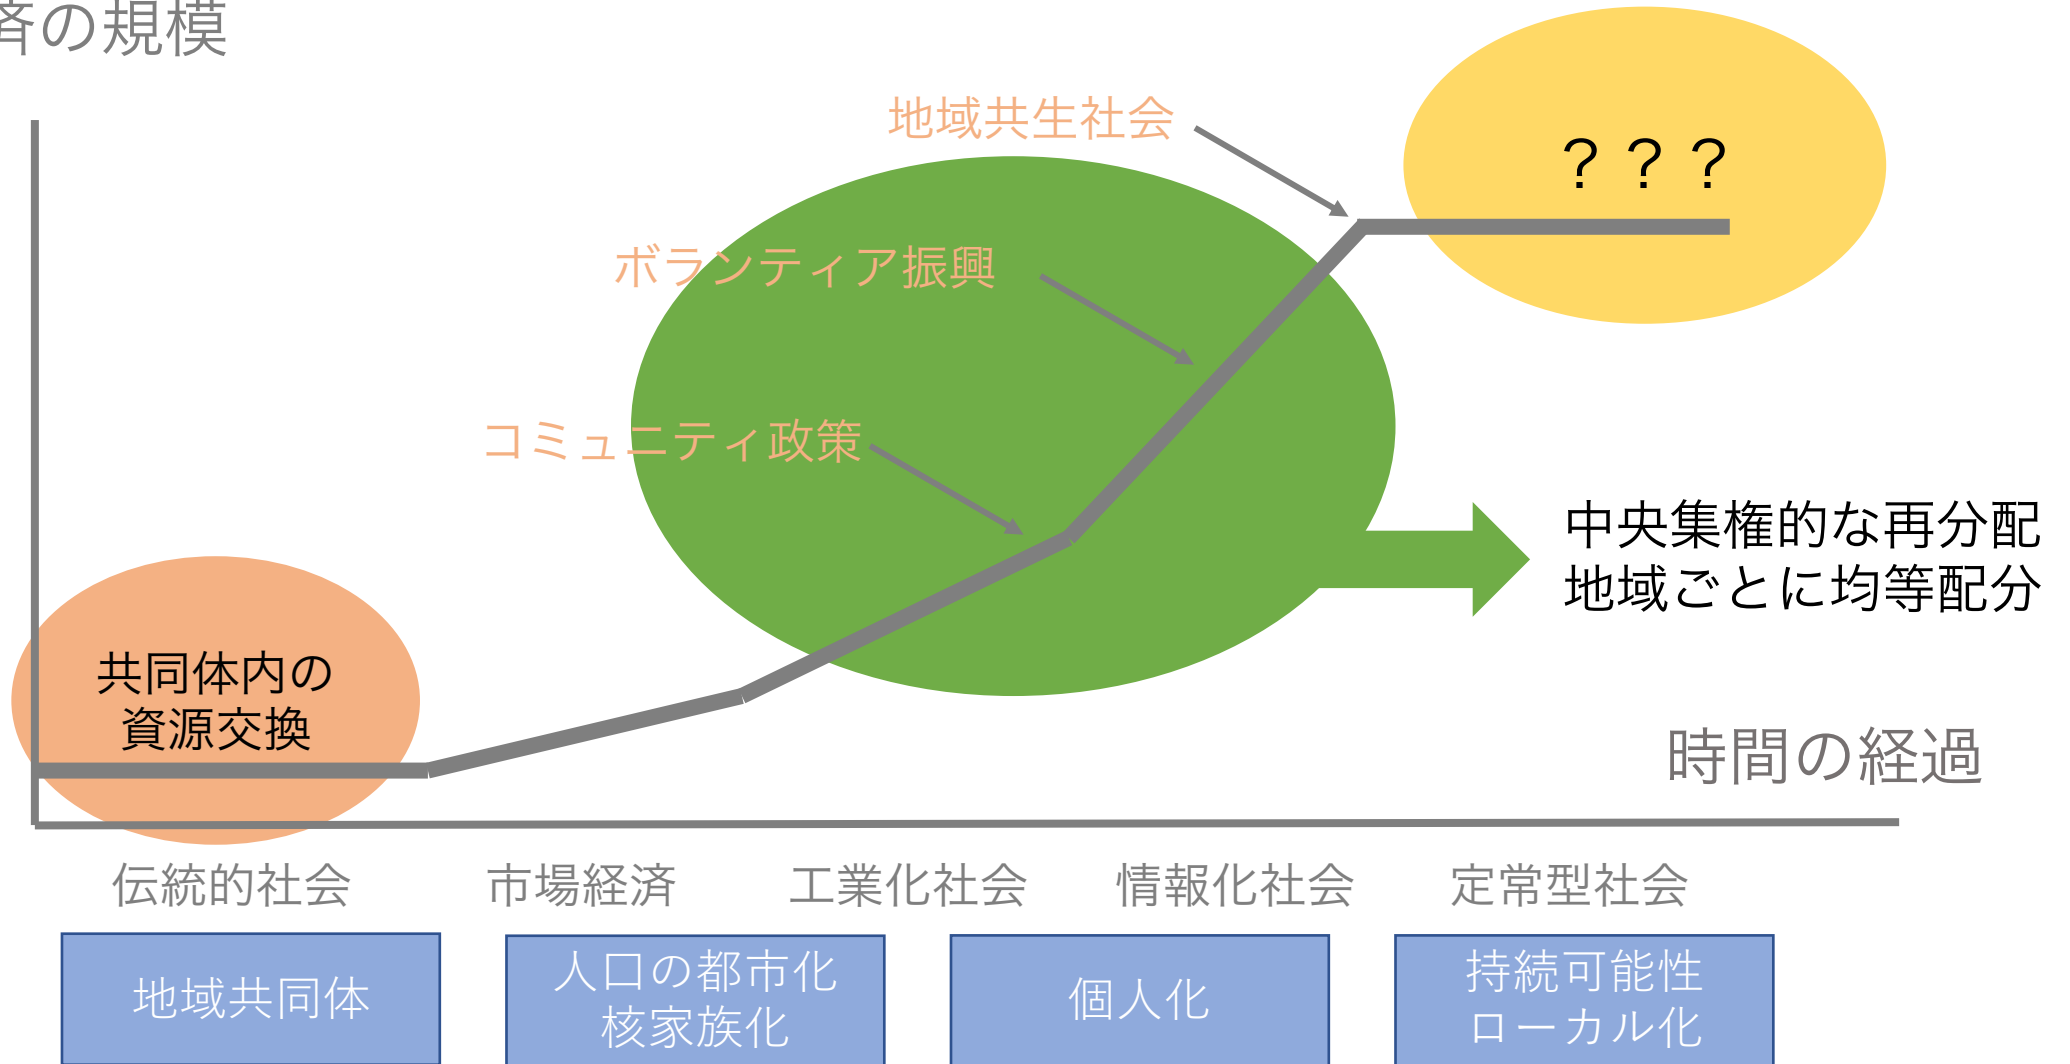 済の規模
地域共生社会
？？？
ボランティア振興
コミュニティ政策
中央集権的な再分配
地域ごとに均等配分
共同体内の
資源交換
時間の経過
伝統的社会
市場経済
工業化社会
情報化社会
定常型社会
地域共同体
人口の都市化
核家族化
個人化
持続可能性
ローカル化